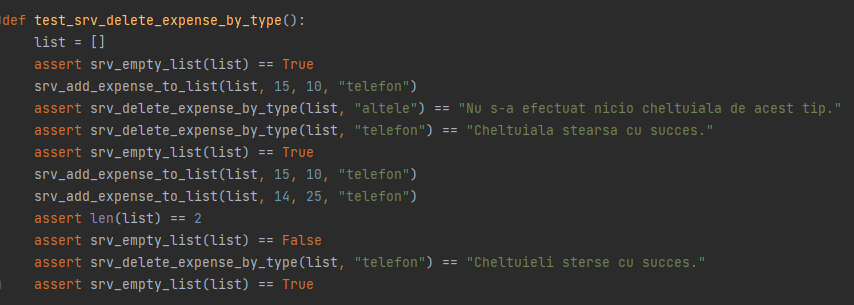 def test_srv_delete_expense_by_type():
    list = []
    assert srv_empty_list(list) == True
    srv_add_expense_to_list(list, 15, 10, "telefon")
    assert srv_delete_expense_by_type(list, "altele") == "Nu s-a efectuat nicio cheltuiala de acest tip."
    assert srv_delete_expense_by_type(list, "telefon") == "Cheltuiala stearsa cu succes."
    assert srv_empty_list(list) == True
    srv_add_expense_to_list(list, 15, 10, "telefon")
    srv_add_expense_to_list(list, 14, 25, "telefon")
    assert len(list) == 2
    assert srv_empty_list(list) == False
    assert srv_delete_expense_by_type(list, "telefon") == "Cheltuieli sterse cu succes."
    assert srv_empty_list(list) == True